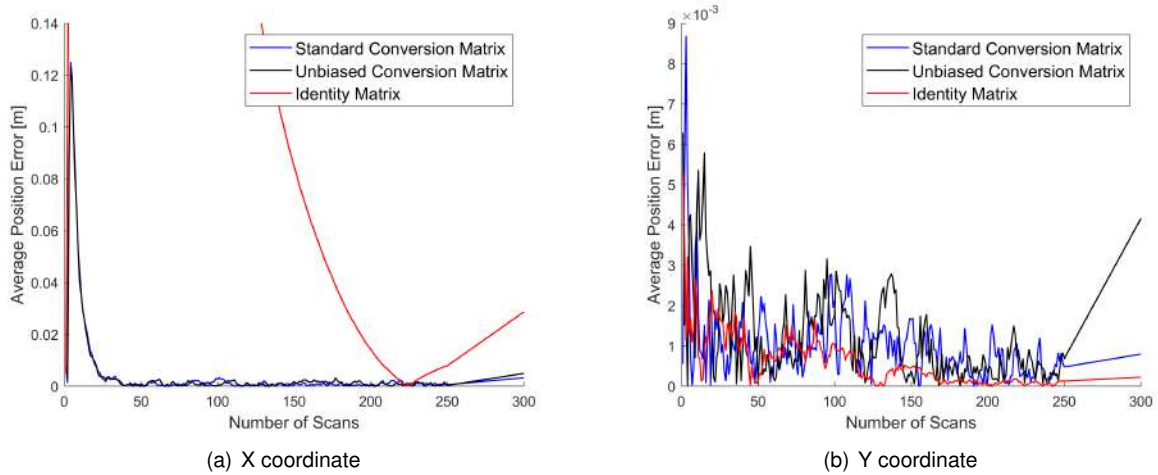 0.14
0.12
0.1
0.08
0.06
0.04
0.02
0
Average Position Error [m]
Standard Conversion Matrix
Unbiased Conversion Matrix
Identity Matrix
0 50 100 150 200 250 300
Number of Scans
(a) X coordinate
×10⁻³
9
8
7
6
5
4
3
2
1
0
Average Position Error [m]
Standard Conversion Matrix
Unbiased Conversion Matrix
Identity Matrix
0 50 100 150 200 250 300
Number of Scans
(b) Y coordinate